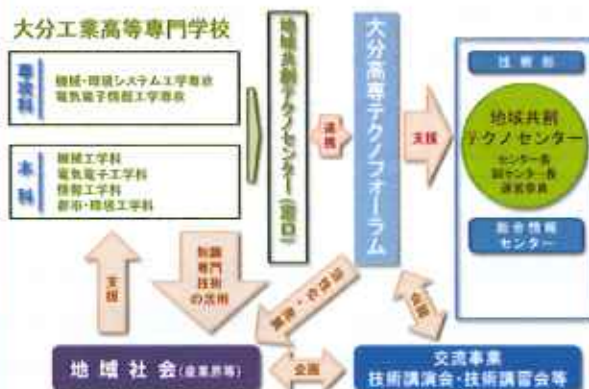 大分工業高等専門学校
専攻科
機械・環境システム工学専攻
電気電子情報工学専攻
本科
機械工学科
電気電子工学科
情報工学科
都市・環境工学科
地域共創テクノセンター(窓口)
連携
大分高専テクノフォーラム
支援
技術部
地域共創
テクノセンター
センター長
副センター長
運営委員
総合情報
センター
支援
知識
専門
技術
の活用
活性化・発展
企画
地域社会(産業界等)
企画
交流事業
技術講演会・技術講習会等